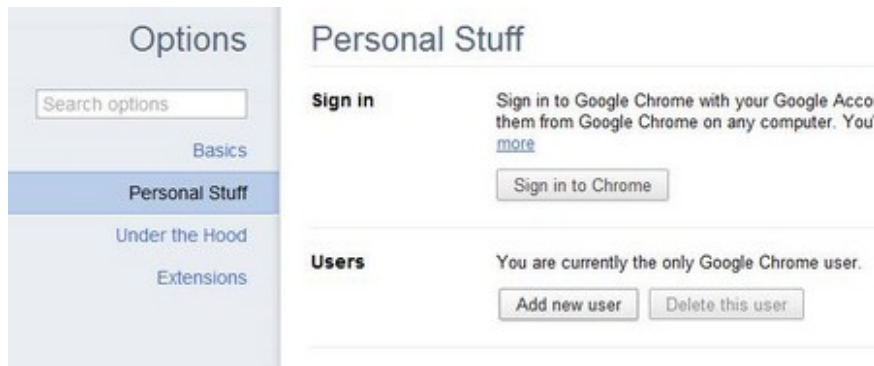 Options
Search options
Basics
Personal Stuff
Under the Hood
Extensions
Personal Stuff
Sign in
Sign in to Google Chrome with your Google Acco
them from Google Chrome on any computer. You'
more
Sign in to Chrome
Users
You are currently the only Google Chrome user.
Add new user
Delete this user